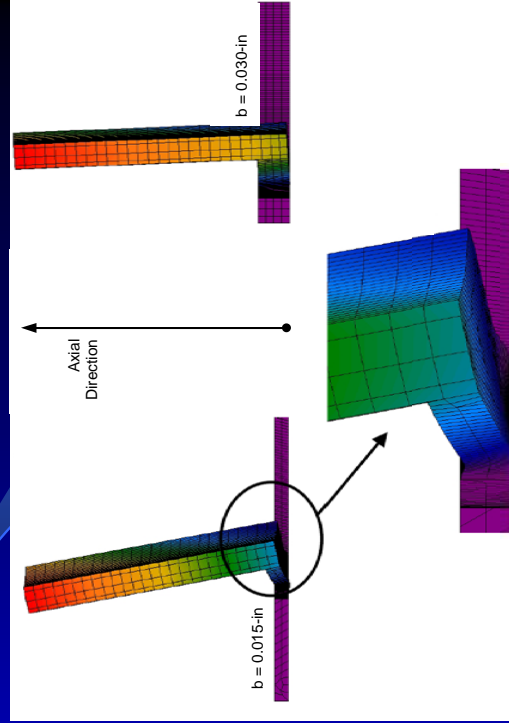 b = 0.030-in
Axial
Direction
b = 0.015-in